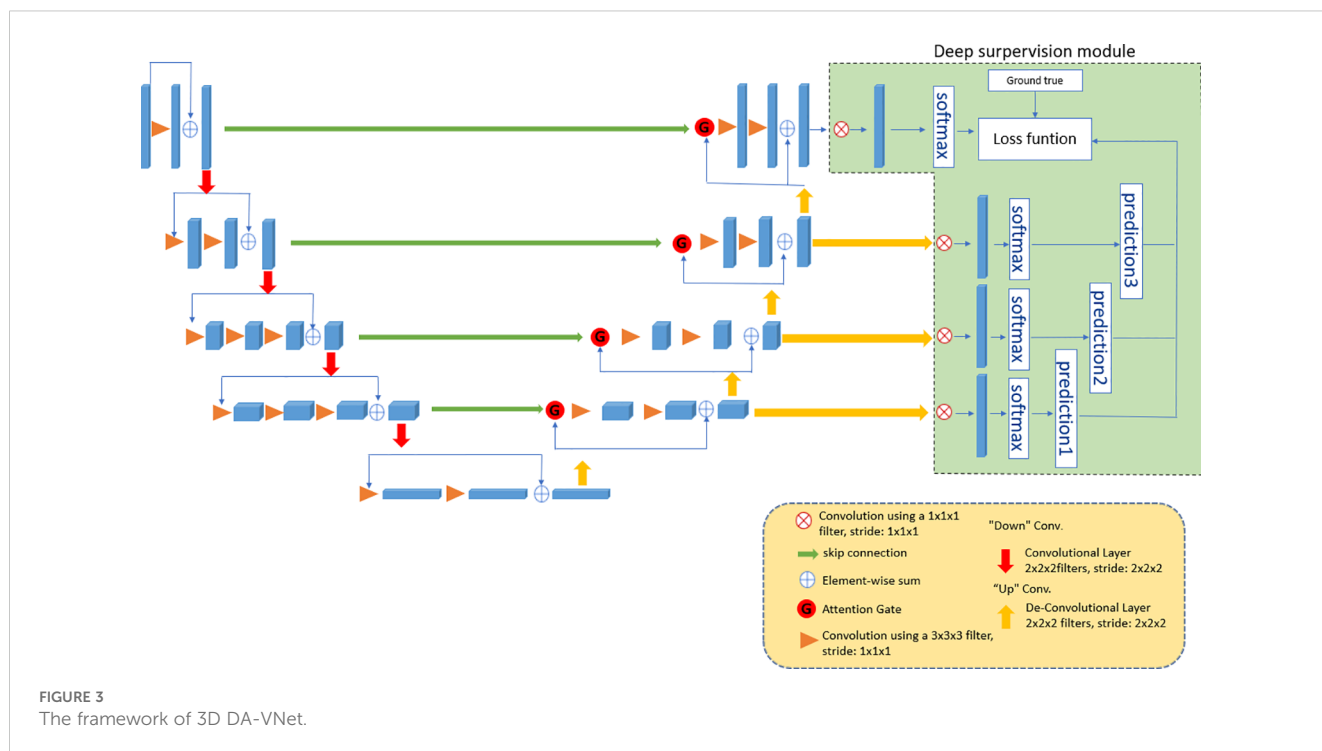 Deep surpervision module
Ground true
softmax
Loss funtion
G
G
softmax
prediction3
G
softmax
prediction2
G
softmax
prediction1
Convolution using a 1x1x1
filter, stride: 1x1x1
skip connection
Element-wise sum
G
Attention Gate
Convolution using a 3x3x3 filter,
stride: 1x1x1
"Down" Conv.
Convolutional Layer
2x2x2filters, stride: 2x2x2
“Up" Conv.
De-Convolutional Layer
2x2x2 filters, stride: 2x2x2
FIGURE 3
The framework of 3D DA-VNet.